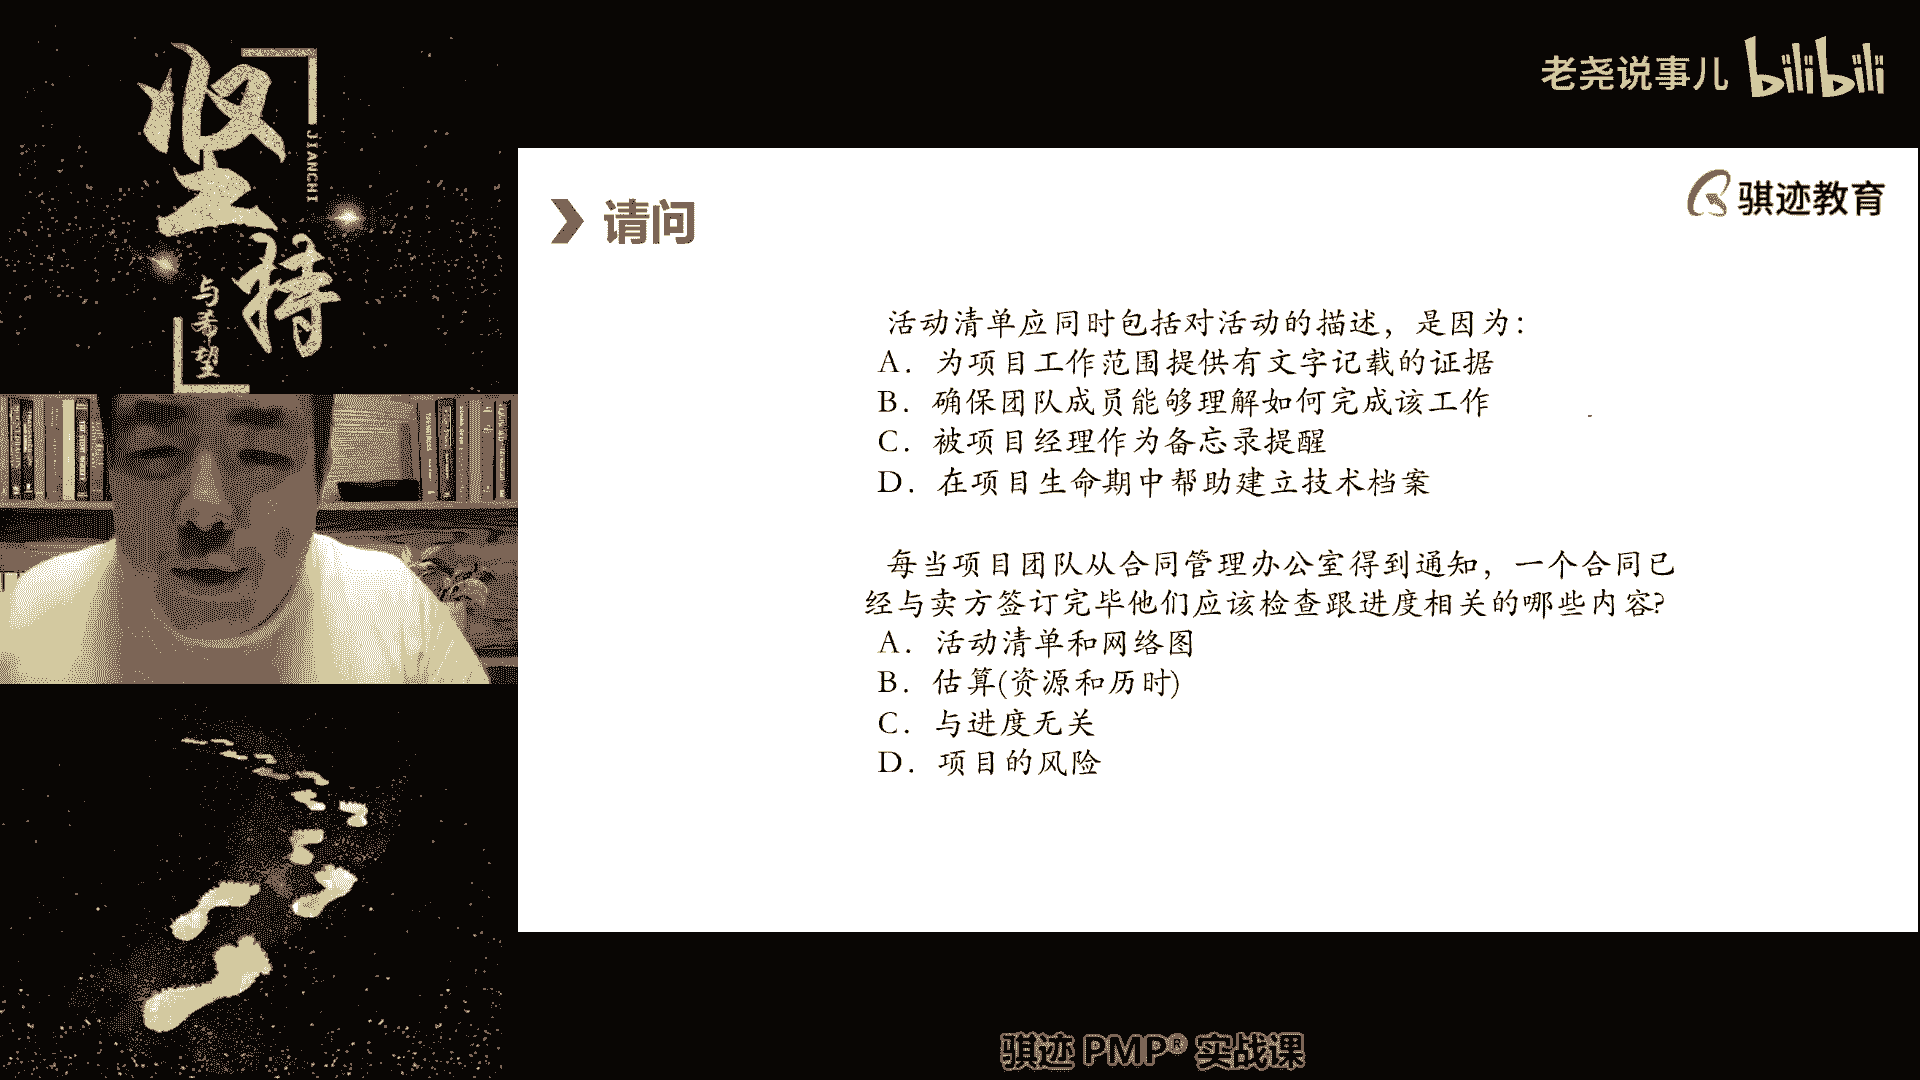 坚持
JIANCHI
与希望
老尧说事儿 bilibili
骐迹教育
请问
活动清单应同时包括对活动的描述，是因为：
A．为项目工作范围提供有文字记载的证据
B．确保团队成员能够理解如何完成该工作
C．被项目经理作为备忘录提醒
D．在项目生命期中帮助建立技术档案
每当项目团队从合同管理办公室得到通知，一个合同已
经与卖方签订完毕他们应该检查跟进度相关的哪些内容?
A．活动清单和网络图
B．估算(资源和历时)
C．与进度无关
D．项目的风险
骐迹 PMP® 实战课